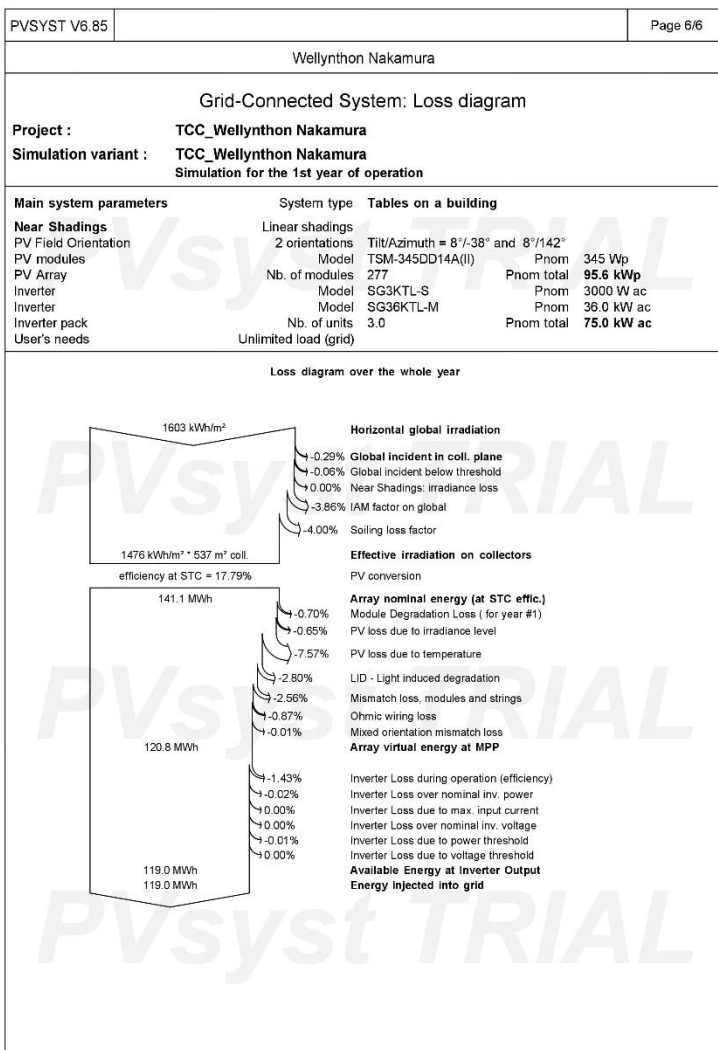 PVSYST V6.85 Page 6/6
Wellynthon Nakamura
Grid-Connected System: Loss diagram
Project : TCC_Wellynthon Nakamura
Simulation variant : TCC_Wellynthon Nakamura
Simulation for the 1st year of operation
Main system parameters System type Tables on a building
Near Shadings Linear shadings
PV Field Orientation 2 orientations Tilt/Azimuth = 8°/-38° and 8°/142°
PV modules Model TSM-345DD14A(II) Pnom 345 Wp
PV Array Nb. of modules 277 Pnom total 95.6 kWp
Inverter Model SG3KTL-S Pnom 3000 W ac
Inverter Model SG36KTL-M Pnom 36.0 kW ac
Inverter pack Nb. of units 3.0 Pnom total 75.0 kW ac
User's needs Unlimited load (grid)
PVsyst TRIAL
Loss diagram over the whole year
1603 kWh/m² Horizontal global irradiation
-0.29% Global incident in coll. plane
-0.06% Global incident below threshold
0.00% Near Shadings: irradiance loss
-3.86% IAM factor on global
-4.00% Soiling loss factor
PVsyst TRIAL
1476 kWh/m² * 537 m² coll. Effective irradiation on collectors
efficiency at STC = 17.79% PV conversion
141.1 MWh Array nominal energy (at STC effic.)
-0.70% Module Degradation Loss ( for year #1)
-0.65% PV loss due to irradiance level
-7.57% PV loss due to temperature
-2.80% LID - Light induced degradation
-2.56% Mismatch loss, modules and strings
-0.87% Ohmic wiring loss
-0.01% Mixed orientation mismatch loss
PVsyst TRIAL
120.8 MWh Array virtual energy at MPP
-1.43% Inverter Loss during operation (efficiency)
-0.02% Inverter Loss over nominal inv. power
0.00% Inverter Loss due to max. input current
0.00% Inverter Loss over nominal inv. voltage
-0.01% Inverter Loss due to power threshold
0.00% Inverter Loss due to voltage threshold
119.0 MWh Available Energy at Inverter Output
119.0 MWh Energy injected into grid
PVsyst TRIAL